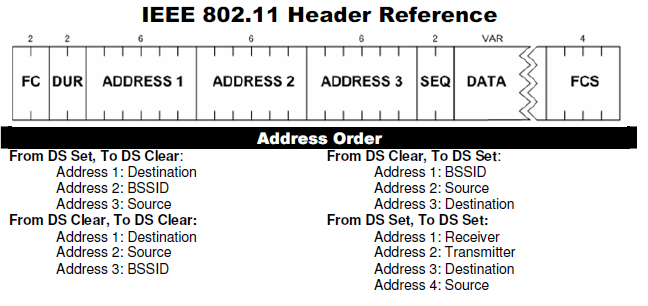 IEEE 802.11 Header Reference
2 2 6 6 6 2 VAR 4
FC DUR ADDRESS 1 ADDRESS 2 ADDRESS 3 SEQ DATA FCS
Address Order
From DS Set, To DS Clear:
Address 1: Destination
Address 2: BSSID
Address 3: Source
From DS Clear, To DS Clear:
Address 1: Destination
Address 2: Source
Address 3: BSSID
From DS Clear, To DS Set:
Address 1: BSSID
Address 2: Source
Address 3: Destination
From DS Set, To DS Set:
Address 1: Receiver
Address 2: Transmitter
Address 3: Destination
Address 4: Source